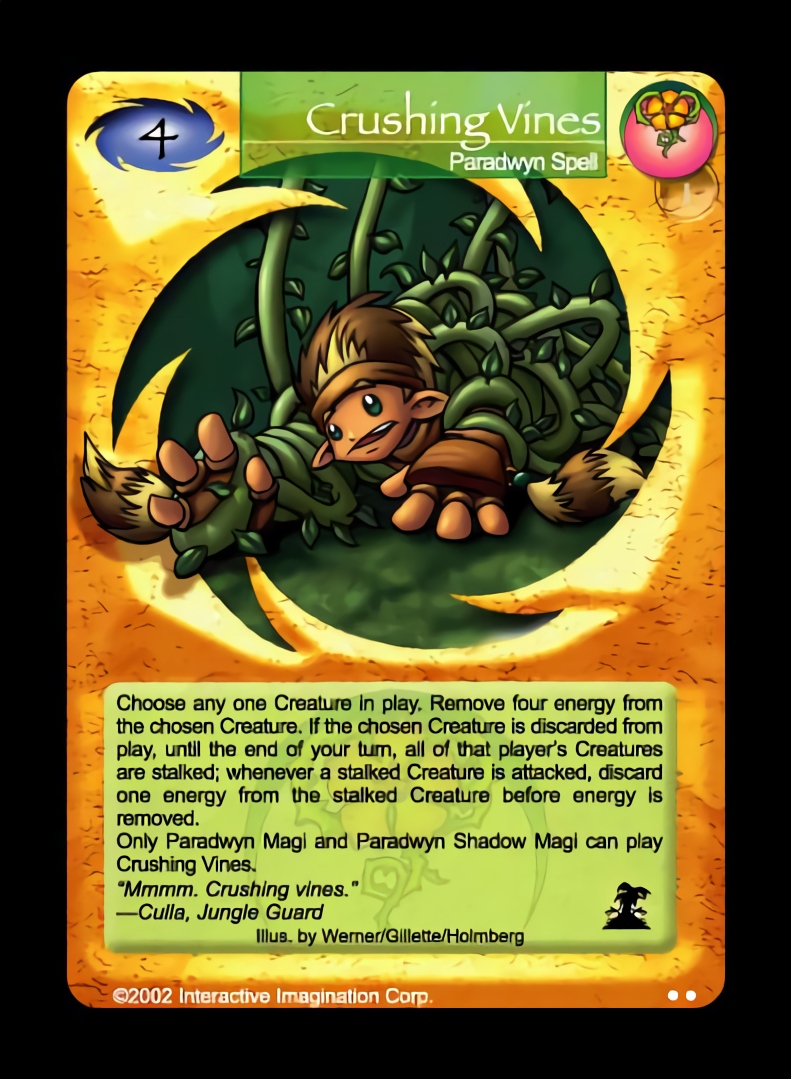 4
Crushing Vines
Paradwyn Spell
Choose any one Creature in play. Remove four energy from
the chosen Creature. If the chosen Creature is discarded from
play, until the end of your turn, all of that player's Creatures
are stalked; whenever a stalked Creature is attacked, discard
one energy from the stalked Creature before energy is
removed.
Only Paradwyn Magi and Paradwyn Shadow Magi can play
Crushing Vines.
"Mmmm. Crushing vines."
—Culla, Jungle Guard
Illus. by Werner/Gillette/Holmberg
©2002 Interactive Imagination Corp.